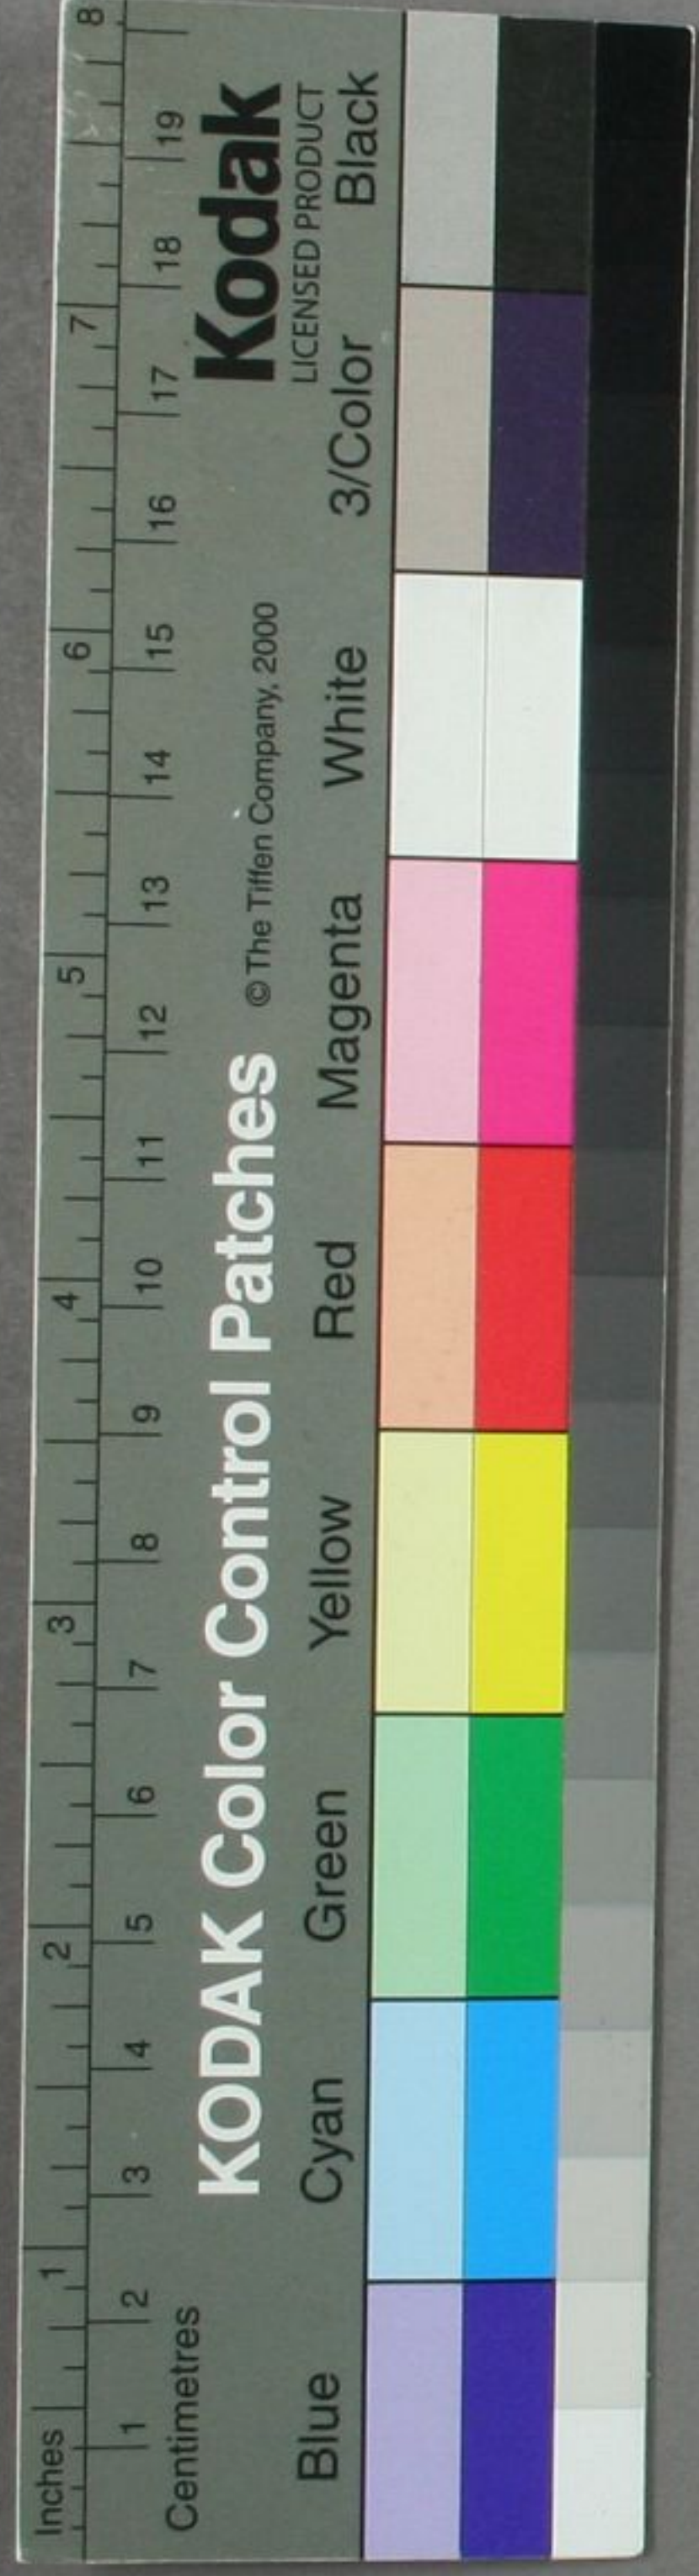 Inches 1 2 3 4 5 6 7 8
Centimetres 1 2 3 4 5 6 7 8 9 10 11 12 13 14 15 16 17 18 19
KODAK Color Control Patches © The Tiffen Company, 2000 Kodak
LICENSED PRODUCT
Blue Cyan Green Yellow Red Magenta White 3/Color Black